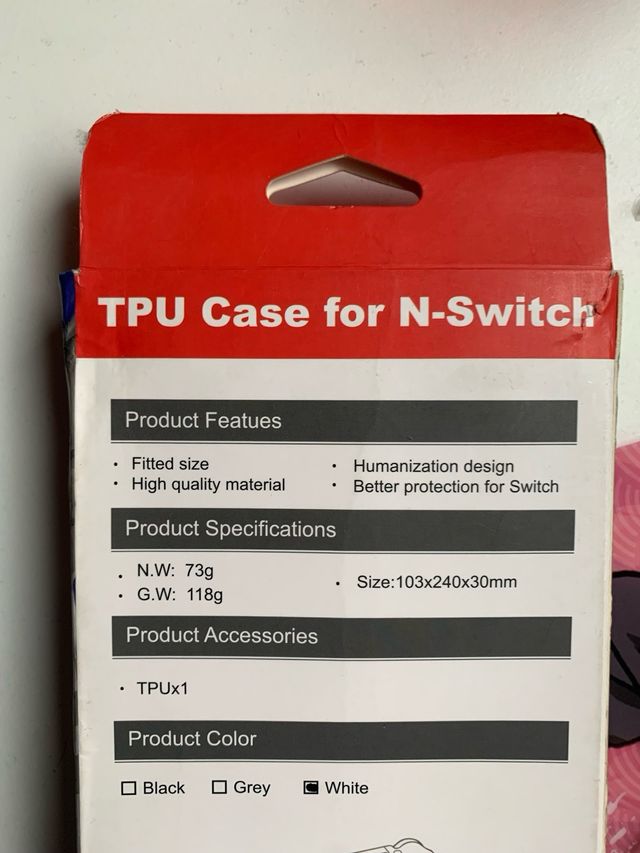 TPU Case for N-Switch
Product Featues
· Fitted size
· Humanization design
· High quality material
· Better protection for Switch
Product Specifications
· N.W: 73g
· G.W: 118g
· Size:103x240x30mm
Product Accessories
· TPUx1
Product Color
Black Grey White